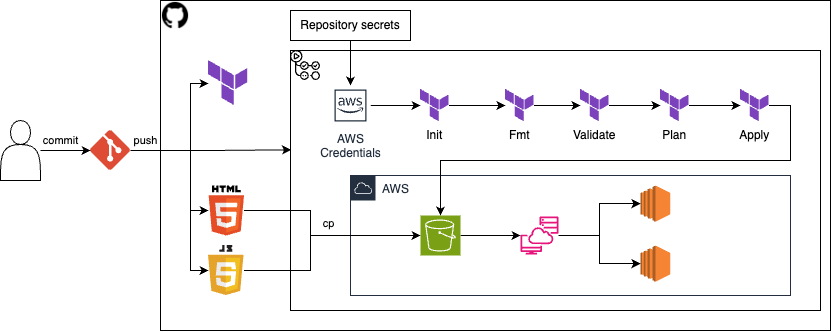 Repository secrets
aws
AWS
Credentials
Init
Fmt
Validate
Plan
Apply
commit
push
HTML
5
JS
5
cp
AWS